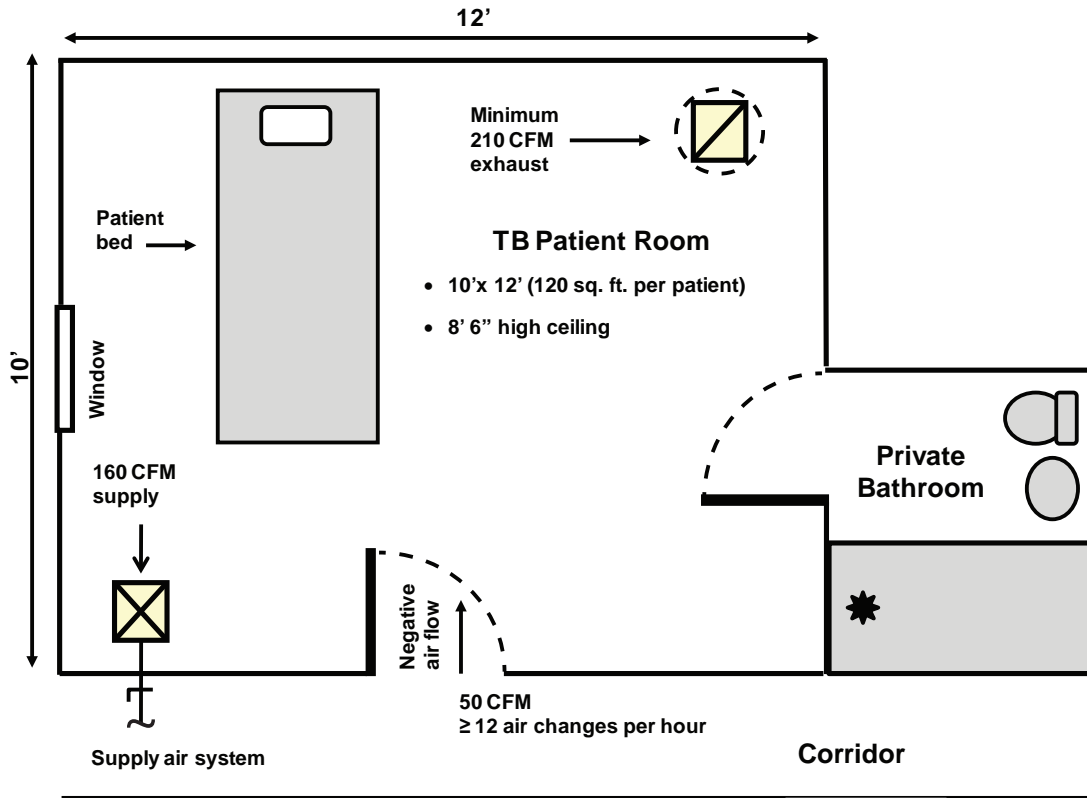 12’
Minimum
210 CFM
exhaust
Patient
bed
TB Patient Room
• 10’x 12’ (120 sq. ft. per patient)
• 8’ 6” high ceiling
10’
Window
160 CFM
supply
Private
Bathroom
Negative
air flow
50 CFM
≥ 12 air changes per hour
Supply air system
Corridor